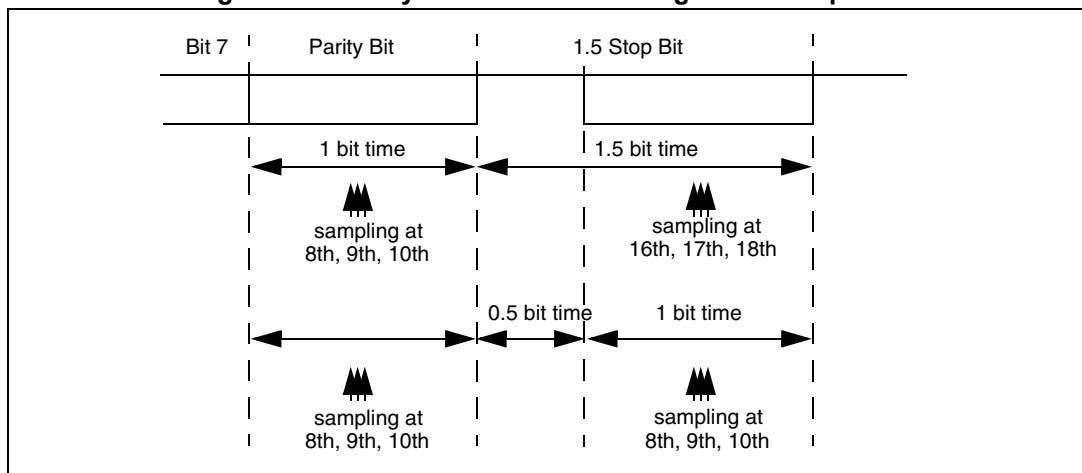 Bit 7 Parity Bit 1.5 Stop Bit
1 bit time 1.5 bit time
sampling at
8th, 9th, 10th
sampling at
16th, 17th, 18th
0.5 bit time 1 bit time
sampling at
8th, 9th, 10th
sampling at
8th, 9th, 10th